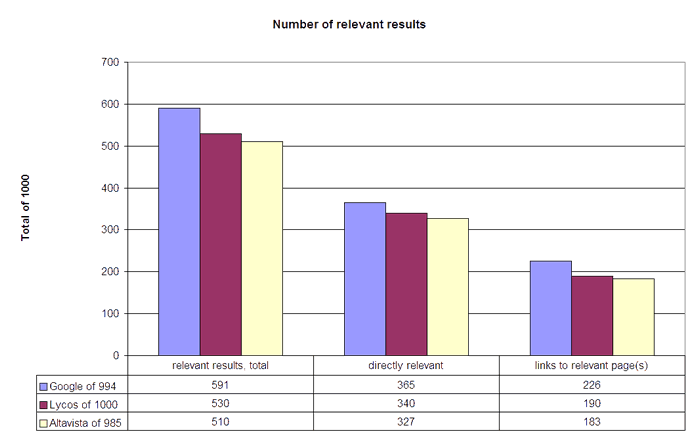 Number of relevant results
Total of 1000
700
600
500
400
300
200
100
0
relevant results, total directly relevant links to relevant page(s)
Google of 994 591 365 226
Lycos of 1000 530 340 190
Altavista of 985 510 327 183